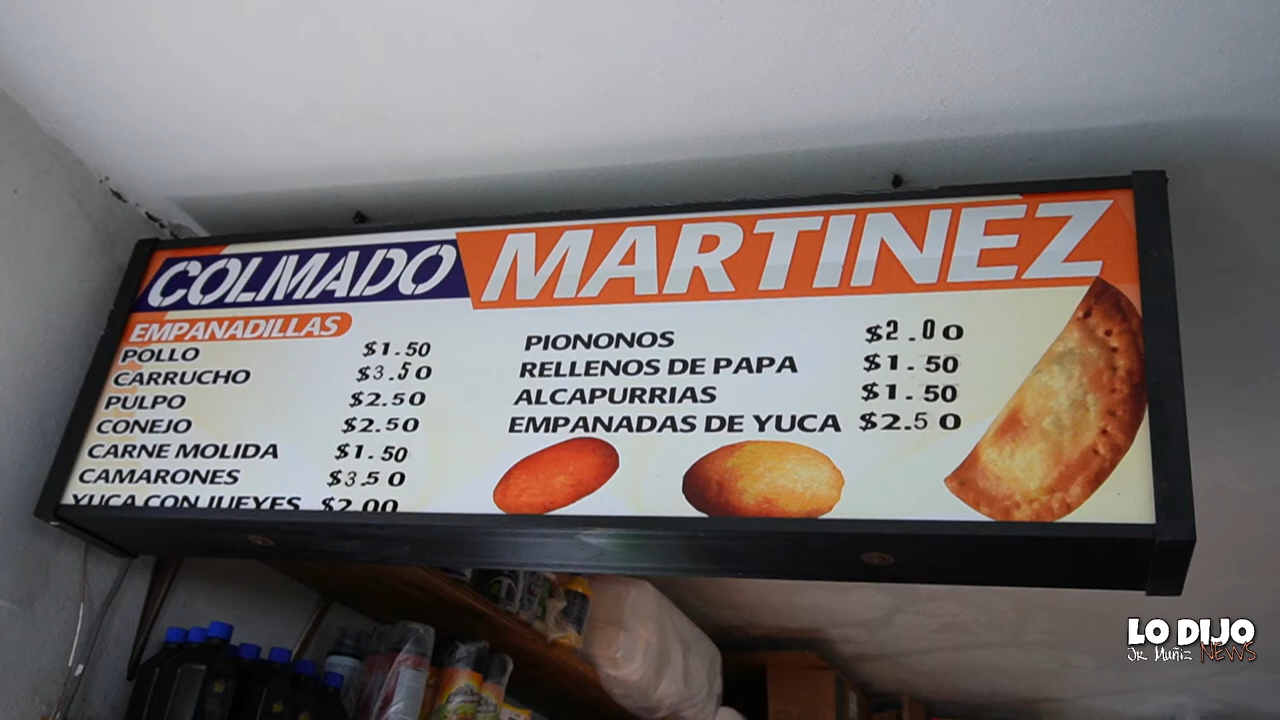 COLMADO MARTINEZ
EMPANADILLAS
POLLO $1.50
CARRUCHO $3.50
PULPO $2.50
CONEJO $2.50
CARNE MOLIDA $1.50
CAMARONES $3.50
YUCA CON JUEYES $2.00
PIONONOS $2.00
RELLENOS DE PAPA $1.50
ALCAPURRIAS $1.50
EMPANADAS DE YUCA $2.50
LO DIJO
Jr. Muñiz NEWS